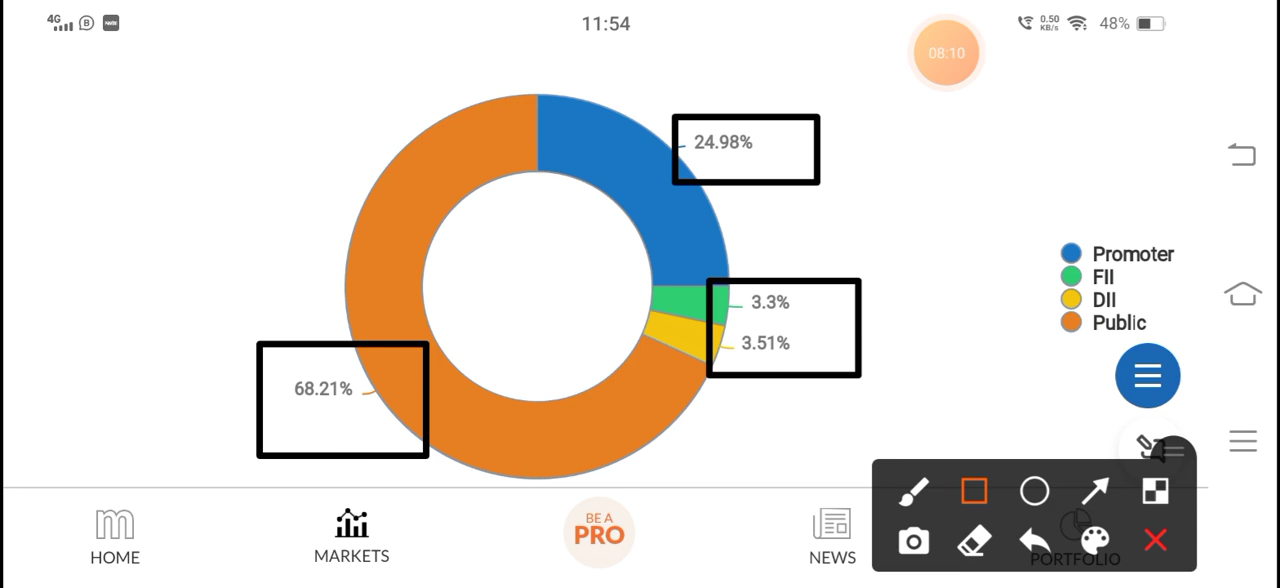 4G
B
11:54
0.50
KB/s
48%
08:10
24.98%
3.3%
3.51%
68.21%
Promoter
FII
DII
Public
m
HOME
MARKETS
BE A
PRO
NEWS
PORTFOLIO